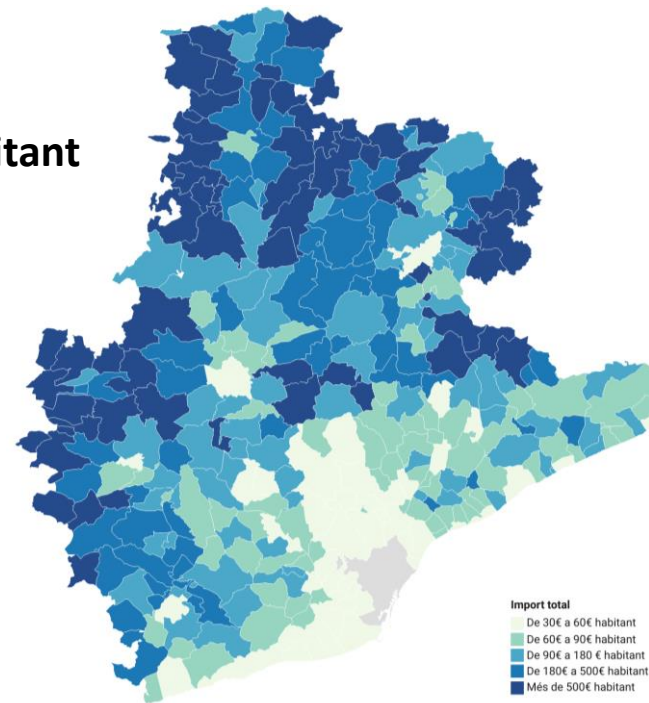 itant
Import total
De 30€ a 60€ habitant
De 60€ a 90€ habitant
De 90€ a 180 € habitant
De 180€ a 500€ habitant
Més de 500€ habitant